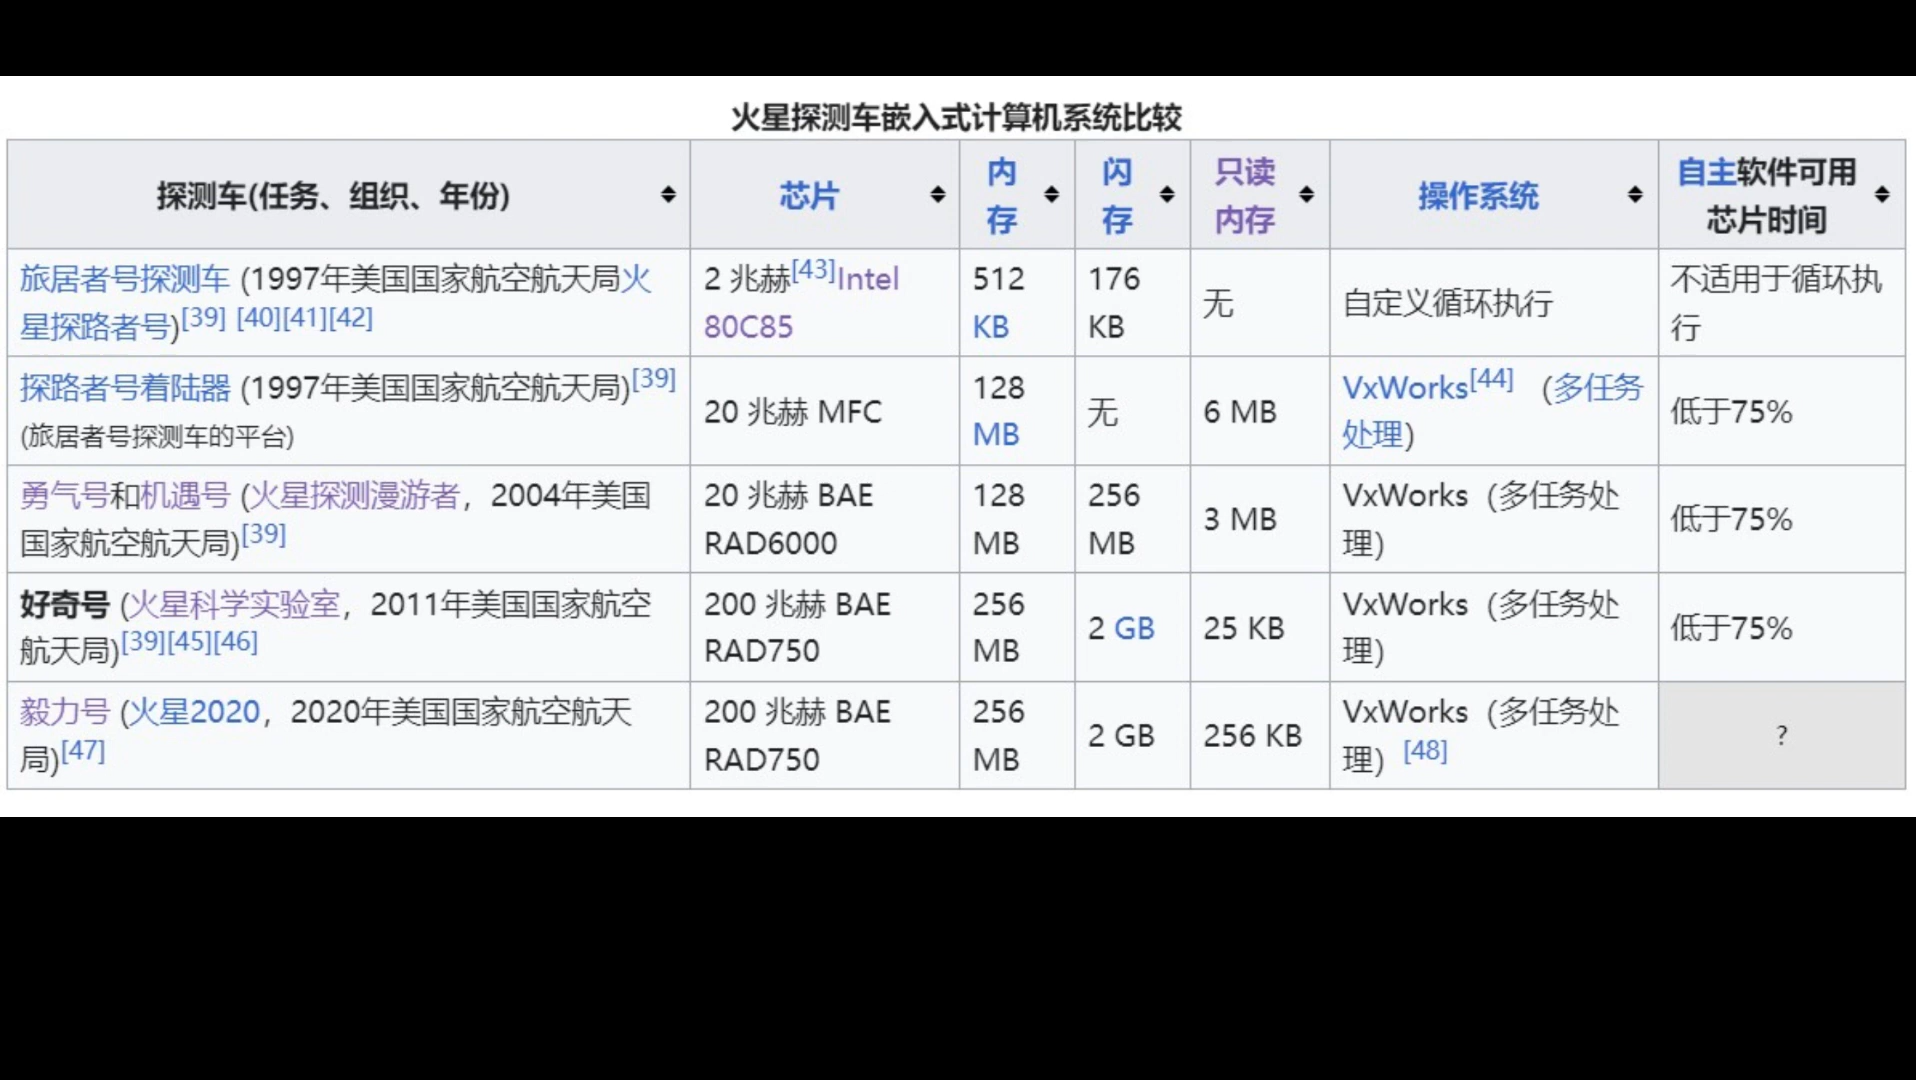 火星探测车嵌入式计算机系统比较
探测车(任务、组织、年份) 芯片 内存 闪存 只读内存 操作系统 自主软件可用芯片时间
旅居者号探测车 (1997年美国国家航空航天局火星探路者号)[39] [40][41][42] 2 兆赫[43]Intel 80C85 512 KB 176 KB 无 自定义循环执行 不适用于循环执行
探路者号着陆器 (1997年美国国家航空航天局)[39] (旅居者号探测车的平台) 20 兆赫 MFC 128 MB 无 6 MB VxWorks[44] （多任务处理) 低于75%
勇气号和机遇号 (火星探测漫游者，2004年美国国家航空航天局)[39] 20 兆赫 BAE RAD6000 128 MB 256 MB 3 MB VxWorks（多任务处理) 低于75%
好奇号 (火星科学实验室，2011年美国国家航空航天局)[39][45][46] 200 兆赫 BAE RAD750 256 MB 2 GB 25 KB VxWorks（多任务处理) 低于75%
毅力号 (火星2020，2020年美国国家航空航天局)[47] 200 兆赫 BAE RAD750 256 MB 2 GB 256 KB VxWorks（多任务处理) [48] ?